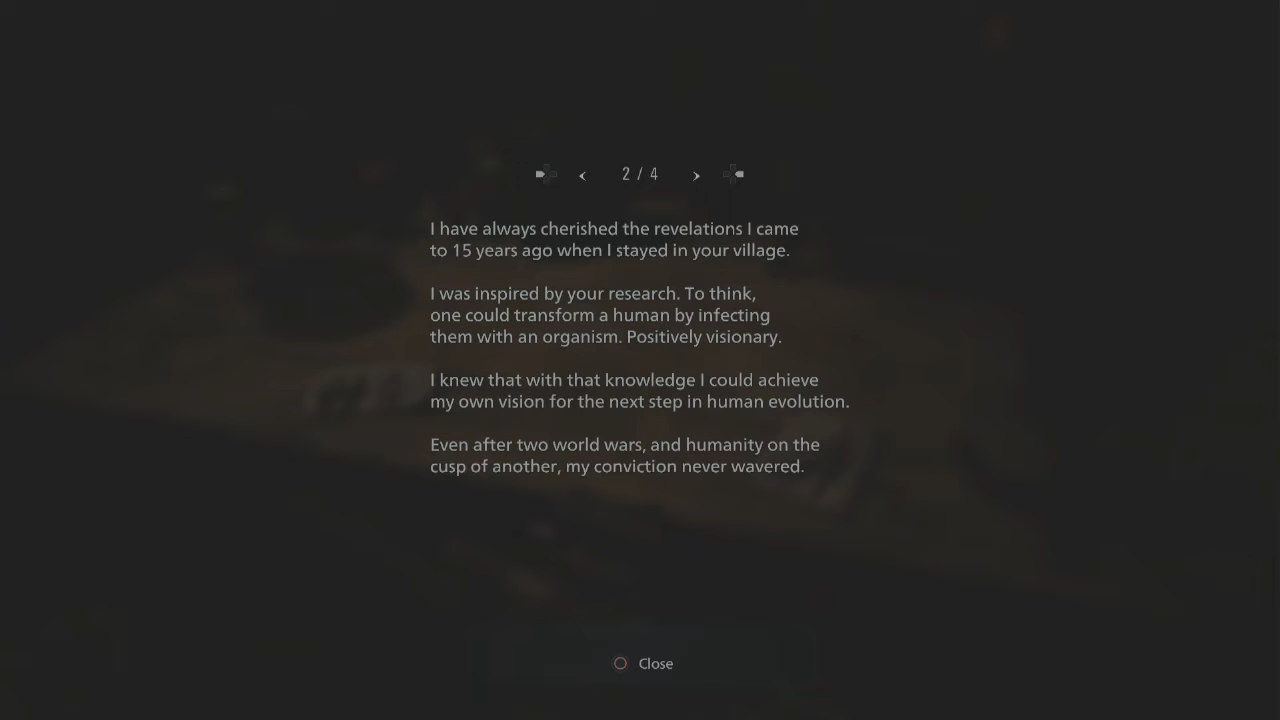 2 / 4
I have always cherished the revelations I came
to 15 years ago when I stayed in your village.
I was inspired by your research. To think,
one could transform a human by infecting
them with an organism. Positively visionary.
I knew that with that knowledge I could achieve
my own vision for the next step in human evolution.
Even after two world wars, and humanity on the
cusp of another, my conviction never wavered.
Close